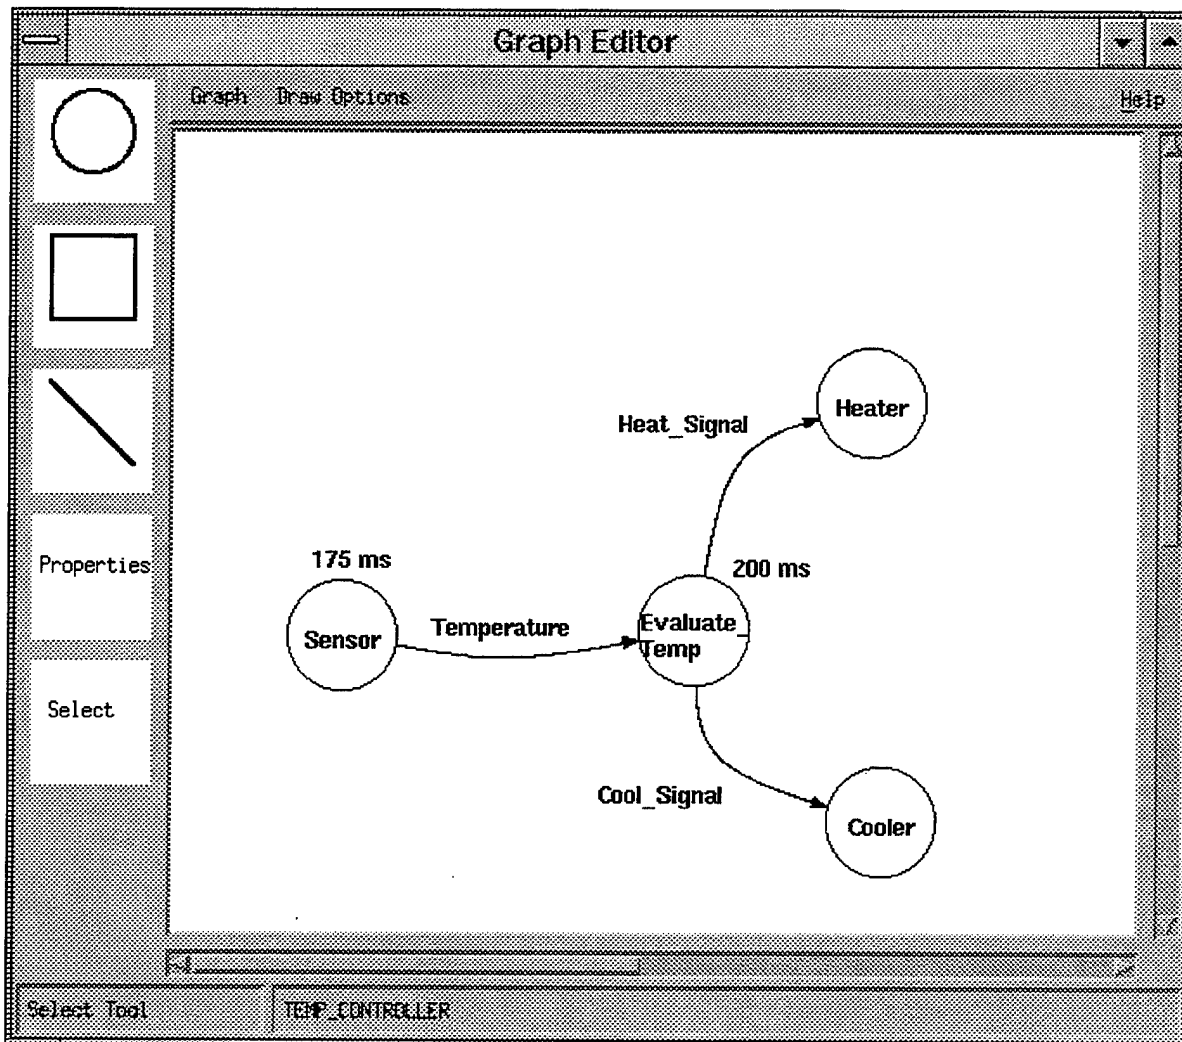 Graph Editor
Graph Draw Options Help
Properties
Select
Heater
Heat_Signal
175 ms
200 ms
Sensor
Temperature
Evaluate_
Temp
Cool_Signal
Cooler
Select Tool
TEMP_CONTROLLER